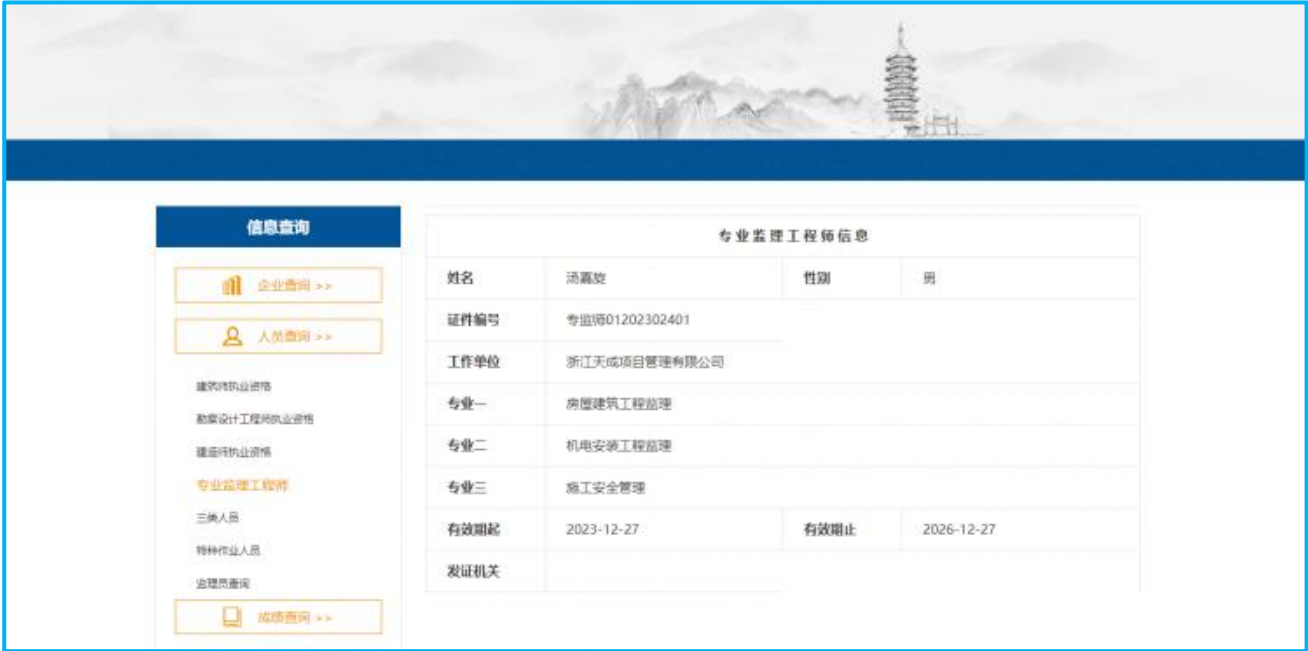 信息查询
企业查询 >>
人员查询 >>
建筑师执业资格
勘察设计工程师执业资格
建造师执业资格
专业监理工程师
三类人员
特种作业人员
监理员查询
成绩查询 >>
专业监理工程师信息
姓名 汤嘉旋 性别 男
证件编号 专监师01202302401
工作单位 浙江天成项目管理有限公司
专业一 房屋建筑工程监理
专业二 机电安装工程监理
专业三 施工安全管理
有效期起 2023-12-27 有效期止 2026-12-27
发证机关